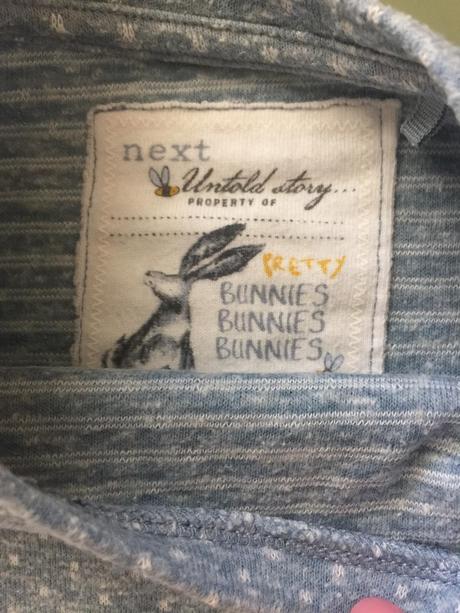 next
Untold story...
PROPERTY OF
PRETTY
BUNNIES
BUNNIES
BUNNIES